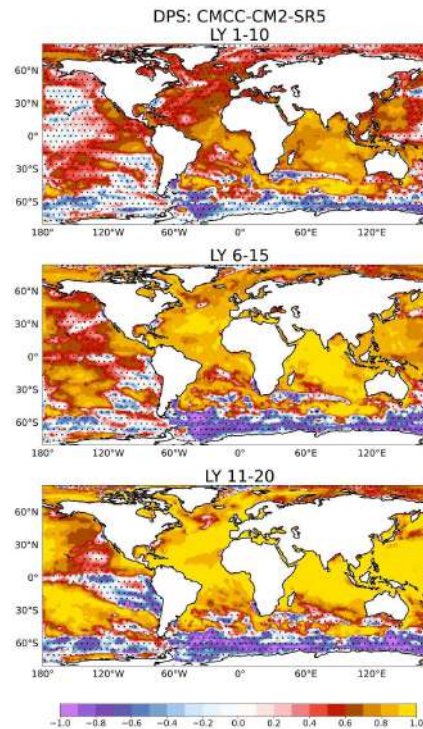 DPS: CMCC-CM2-SR5
LY 1-10
60°N
30°N
0°
30°S
60°S
180° 120°W 60°W 0° 60°E 120°E
LY 6-15
60°N
30°N
0°
30°S
60°S
180° 120°W 60°W 0° 60°E 120°E
LY 11-20
60°N
30°N
0°
30°S
60°S
180° 120°W 60°W 0° 60°E 120°E
−1.0 −0.8 −0.6 −0.4 −0.2 0.0 0.2 0.4 0.6 0.8 1.0